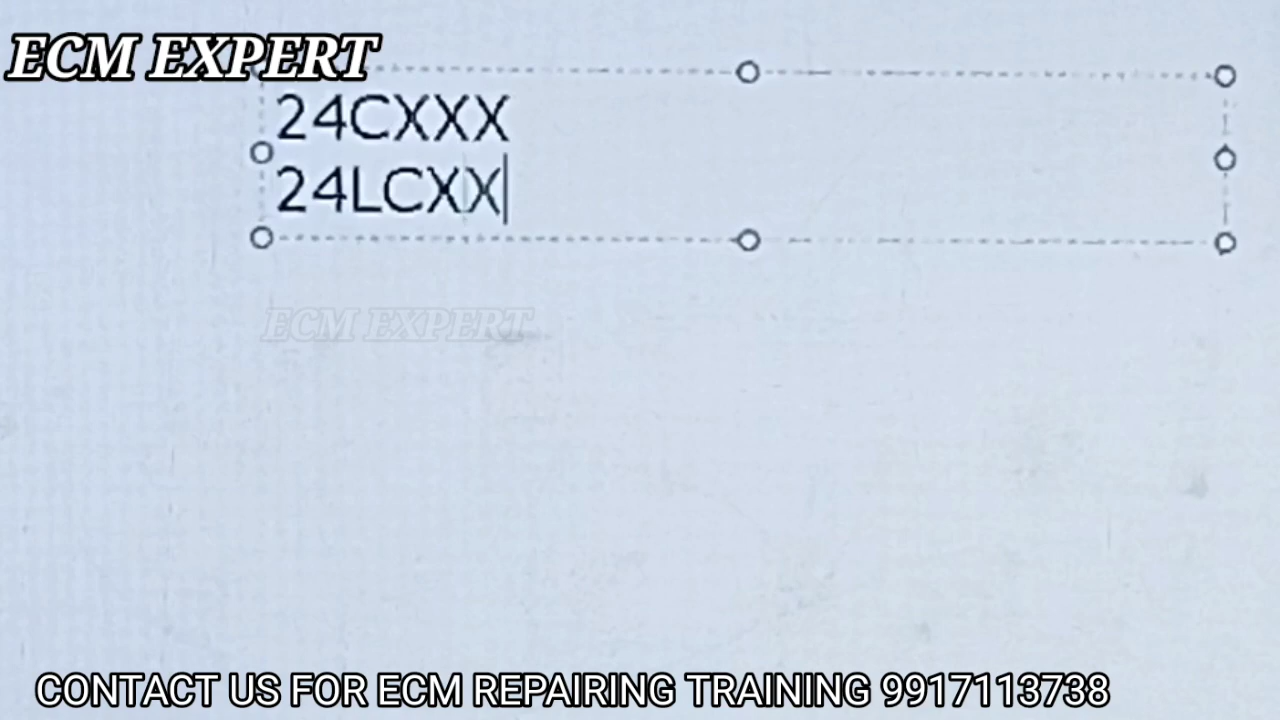 ECM EXPERT
24CXXX
24LCXX
ECM EXPERT
CONTACT US FOR ECM REPAIRING TRAINING 9917113738